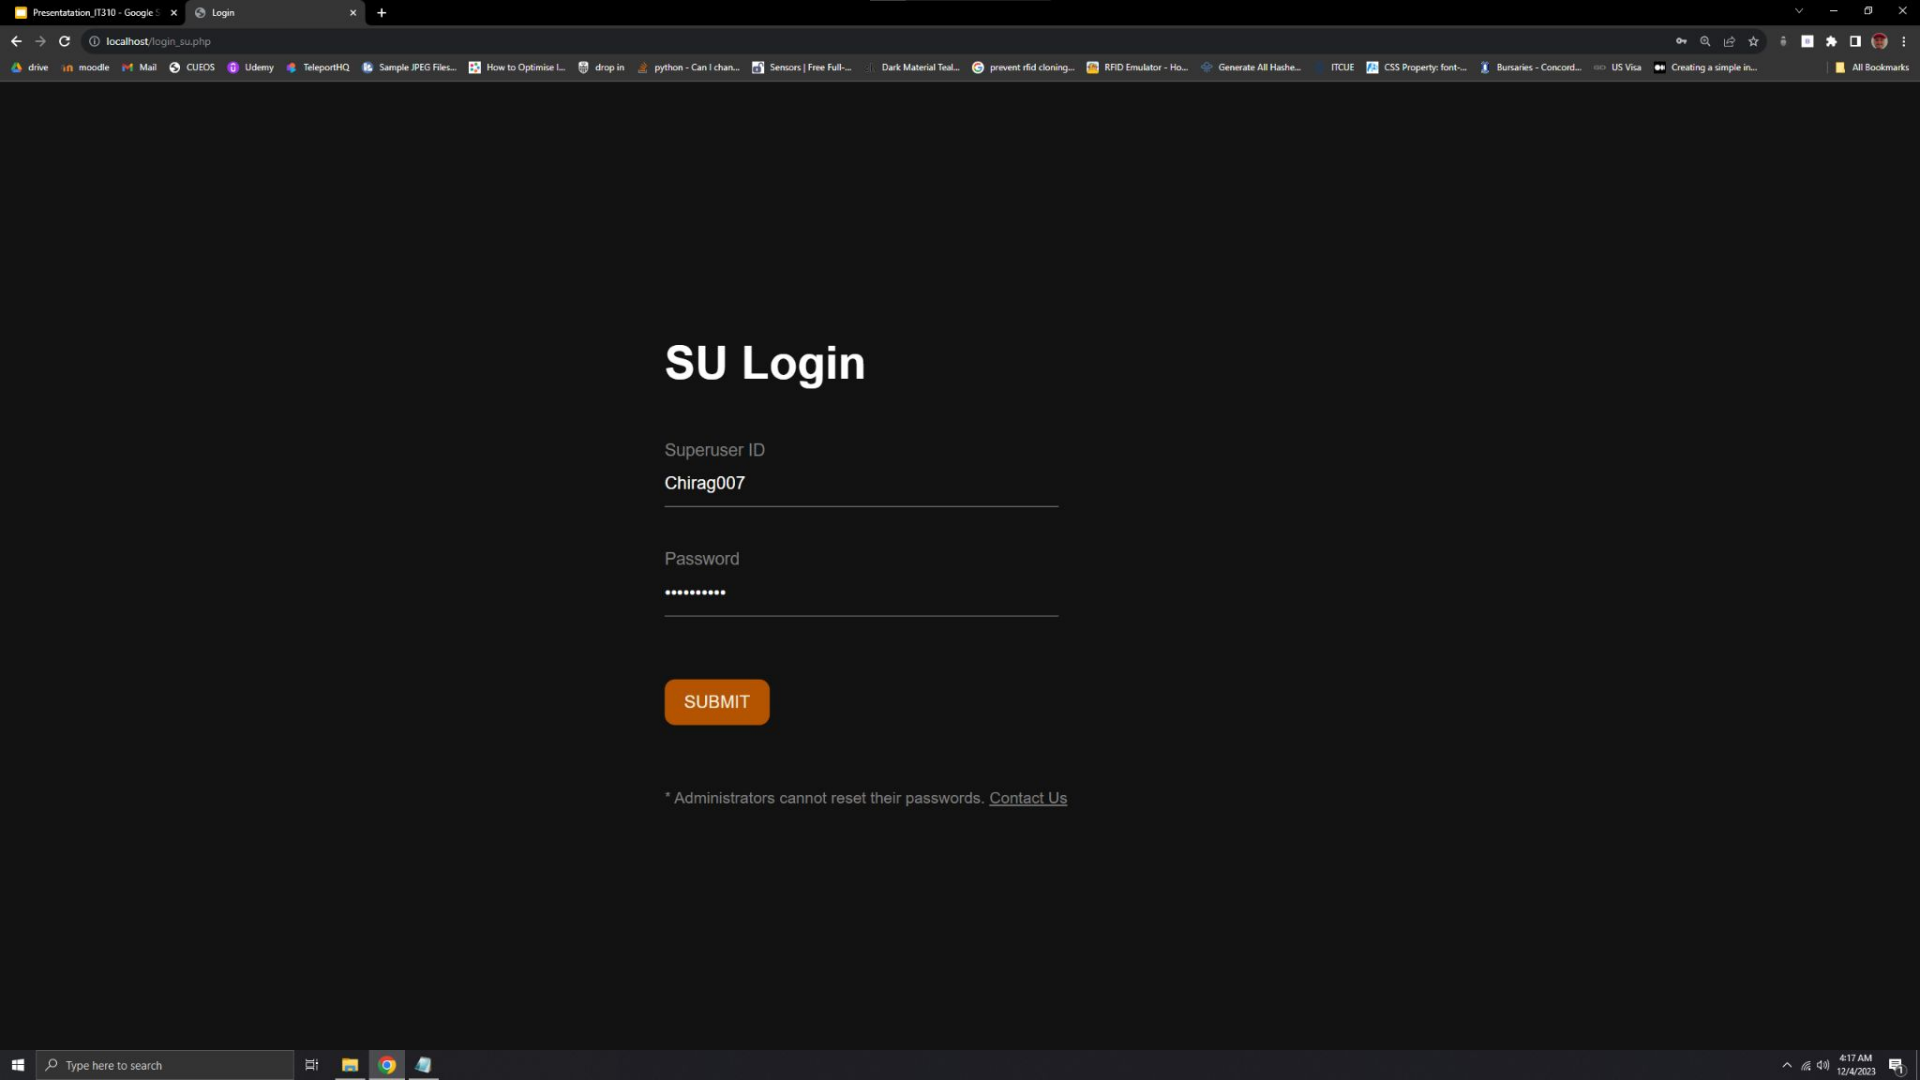 Presentatation_IT310 - Google S
Login
localhost/login_su.php
drive
moodle
Mail
CUEOS
Udemy
TeleportHQ
Sample JPEG Files...
How to Optimise I...
drop in
python - Can I chan...
Sensors | Free Full-...
Dark Material Teal...
prevent rfid cloning...
RFID Emulator - Ho...
Generate All Hashe...
ITCUE
CSS Property: font-...
Bursaries - Concord...
US Visa
Creating a simple in...
All Bookmarks
SU Login
Superuser ID
Chirag007
Password
••••••••••
SUBMIT
* Administrators cannot reset their passwords. Contact Us
Type here to search
4:17 AM
12/4/2023